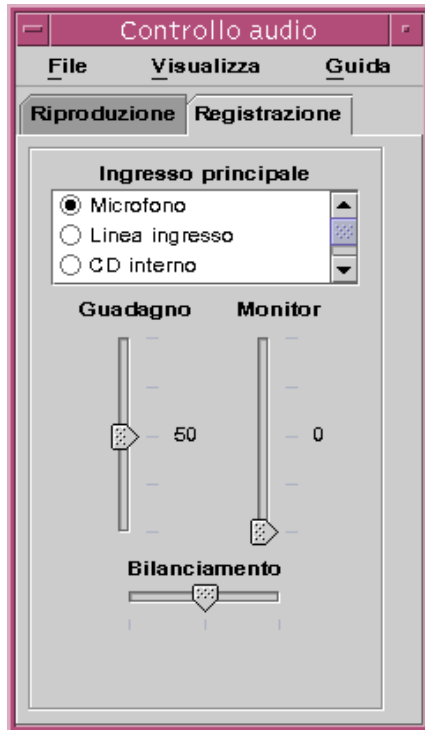 Controllo audio
File Visualizza Guida
Riproduzione Registrazione
Ingresso principale
Microfono
Linea ingresso
CD interno
Guadagno Monitor
50 0
Bilanciamento